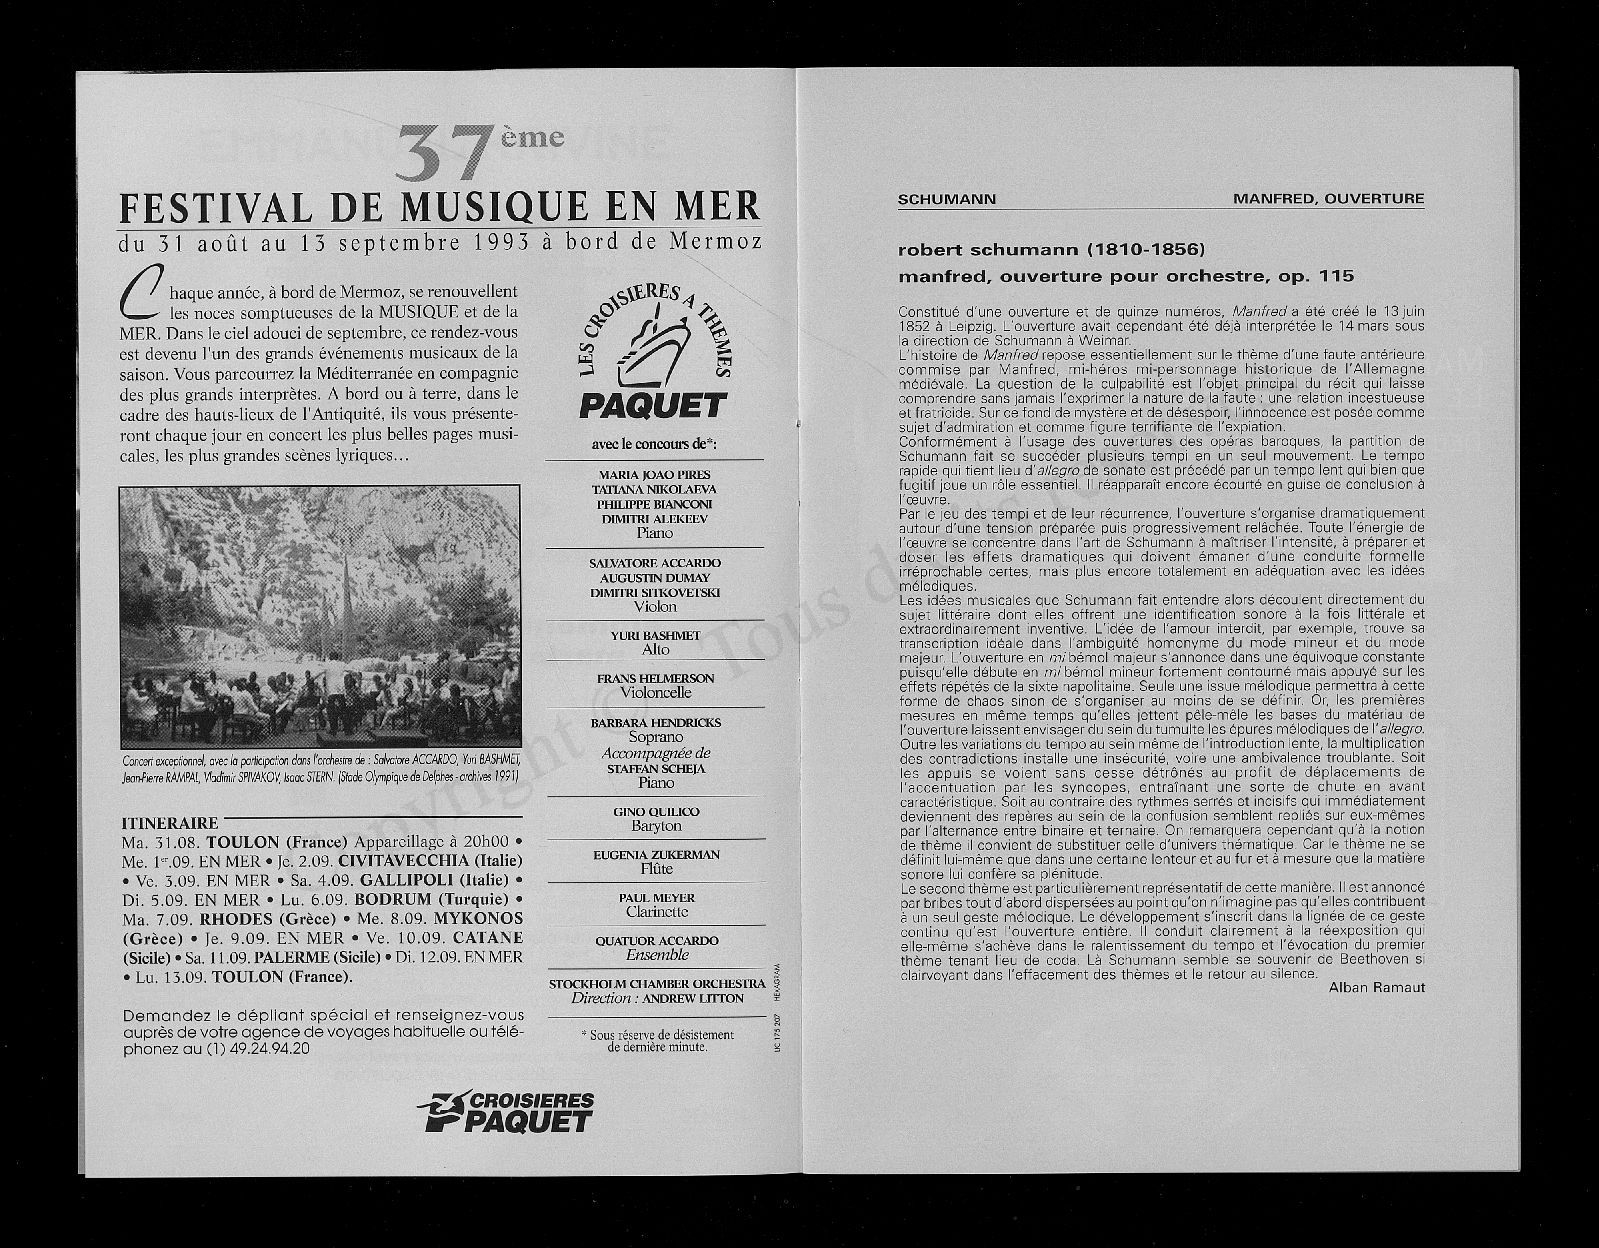 37ème
FESTIVAL DE MUSIQUE EN MER
du 31 août au 13 septembre 1993 à bord de Mermoz
Chaque année, à bord de Mermoz, se renouvellent
les noces somptueuses de la MUSIQUE et de la
MER. Dans le ciel adouci de septembre, ce rendez-vous
est devenu l'un des grands événements musicaux de la
saison. Vous parcourrez la Méditerranée en compagnie
des plus grands interprètes. A bord ou à terre, dans le
cadre des hauts-lieux de l'Antiquité, ils vous présente-
ront chaque jour en concert les plus belles pages musi-
cales, les plus grandes scènes lyriques...
Concert exceptionnel, avec la participation dans l'orchestre de : Salvatore ACCARDO, Yuri BASHMET,
Jean-Pierre RAMPAL, Vladimir SPIVAKOV, Isaac STERN. (Stade Olympique de Delphes - archives 1991)
ITINERAIRE
Ma. 31.08. TOULON (France) Appareillage à 20h00 •
Me. 1er.09. EN MER • Je. 2.09. CIVITAVECCHIA (Italie)
• Ve. 3.09. EN MER • Sa. 4.09. GALLIPOLI (Italie) •
Di. 5.09. EN MER • Lu. 6.09. BODRUM (Turquie) •
Ma. 7.09. RHODES (Grèce) • Me. 8.09. MYKONOS
(Grèce) • Je. 9.09. EN MER • Ve. 10.09. CATANE
(Sicile) • Sa. 11.09. PALERME (Sicile) • Di. 12.09. EN MER
• Lu. 13.09. TOULON (France).
Demandez le dépliant spécial et renseignez-vous
auprès de votre agence de voyages habituelle ou télé-
phonez au (1) 49.24.94.20
LES CROISIERES A THEMES
PAQUET
avec le concours de*:
MARIA JOAO PIRES
TATIANA NIKOLAEVA
PHILIPPE BIANCONI
DIMITRI ALEKEEV
Piano
SALVATORE ACCARDO
AUGUSTIN DUMAY
DIMITRI SITKOVETSKI
Violon
YURI BASHMET
Alto
FRANS HELMERSON
Violoncelle
BARBARA HENDRICKS
Soprano
Accompagnée de
STAFFAN SCHEJA
Piano
GINO QUILICO
Baryton
EUGENIA ZUKERMAN
Flûte
PAUL MEYER
Clarinette
QUATUOR ACCARDO
Ensemble
STOCKHOLM CHAMBER ORCHESTRA
Direction : ANDREW LITTON
* Sous réserve de désistement
de dernière minute.
LIC 175 207 HEXAGRAM
CROISIERES
PAQUET
SCHUMANN MANFRED, OUVERTURE
robert schumann (1810-1856)
manfred, ouverture pour orchestre, op. 115
Constitué d'une ouverture et de quinze numéros, Manfred a été créé le 13 juin
1852 à Leipzig. L'ouverture avait cependant été déjà interprétée le 14 mars sous
la direction de Schumann à Weimar.
L'histoire de Manfred repose essentiellement sur le thème d'une faute antérieure
commise par Manfred, mi-héros mi-personnage historique de l'Allemagne
médiévale. La question de la culpabilité est l'objet principal du récit qui laisse
comprendre sans jamais l'exprimer la nature de la faute : une relation incestueuse
et fratricide. Sur ce fond de mystère et de désespoir, l'innocence est posée comme
sujet d'admiration et comme figure terrifiante de l'expiation.
Conformément à l'usage des ouvertures des opéras baroques, la partition de
Schumann fait se succéder plusieurs tempi en un seul mouvement. Le tempo
rapide qui tient lieu d'allegro de sonate est précédé par un tempo lent qui bien que
fugitif joue un rôle essentiel. Il réapparaît encore écourté en guise de conclusion à
l'œuvre.
Par le jeu des tempi et de leur récurrence, l'ouverture s'organise dramatiquement
autour d'une tension préparée puis progressivement relâchée. Toute l'énergie de
l'œuvre se concentre dans l'art de Schumann à maîtriser l'intensité, à préparer et
doser les effets dramatiques qui doivent émaner d'une conduite formelle
irréprochable certes, mais plus encore totalement en adéquation avec les idées
mélodiques.
Les idées musicales que Schumann fait entendre alors découlent directement du
sujet littéraire dont elles offrent une identification sonore à la fois littérale et
extraordinairement inventive. L'idée de l'amour interdit, par exemple, trouve sa
transcription idéale dans l'ambiguïté homonyme du mode mineur et du mode
majeur. L'ouverture en mi bémol majeur s'annonce dans une équivoque constante
puisqu'elle débute en mi bémol mineur fortement contourné mais appuyé sur les
effets répétés de la sixte napolitaine. Seule une issue mélodique permettra à cette
forme de chaos sinon de s'organiser au moins de se définir. Or, les premières
mesures en même temps qu'elles jettent pêle-mêle les bases du matériau de
l'ouverture laissent envisager du sein du tumulte les épures mélodiques de l'allegro.
Outre les variations du tempo au sein même de l'introduction lente, la multiplication
des contradictions installe une insécurité, voire une ambivalence troublante. Soit
les appuis se voient sans cesse détrônés au profit de déplacements de
l'accentuation par les syncopes, entraînant une sorte de chute en avant
caractéristique. Soit au contraire des rythmes serrés et incisifs qui immédiatement
deviennent des repères au sein de la confusion semblent repliés sur eux-mêmes
par l'alternance entre binaire et ternaire. On remarquera cependant qu'à la notion
de thème il convient de substituer celle d'univers thématique. Car le thème ne se
définit lui-même que dans une certaine lenteur et au fur et à mesure que la matière
sonore lui confère sa plénitude.
Le second thème est particulièrement représentatif de cette manière. Il est annoncé
par bribes tout d'abord dispersées au point qu'on n'imagine pas qu'elles contribuent
à un seul geste mélodique. Le développement s'inscrit dans la lignée de ce geste
continu qu'est l'ouverture entière. Il conduit clairement à la réexposition qui
elle-même s'achève dans le ralentissement du tempo et l'évocation du premier
thème tenant lieu de coda. Là Schumann semble se souvenir de Beethoven si
clairvoyant dans l'effacement des thèmes et le retour au silence.
Alban Ramaut
Copyright © Tous d